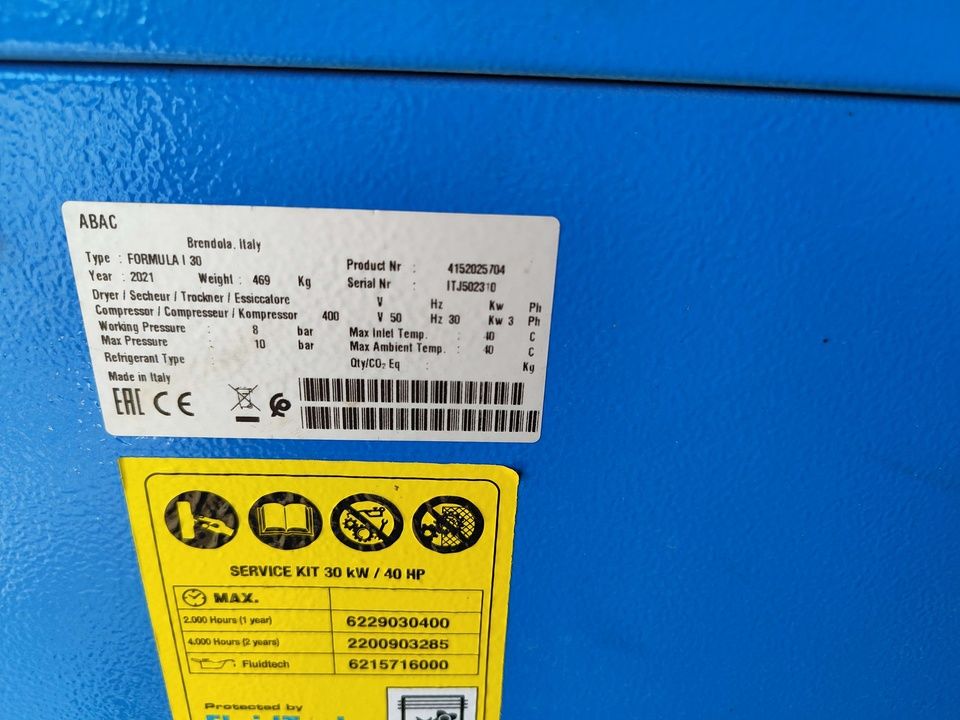 ABAC
Brendola. Italy
Type : FORMULA I 30
Product Nr : 4152025704
Year : 2021 Weight : 469 Kg
Serial Nr : ITJ502310
Dryer / Secheur / Trockner / Essiccatore V Hz Kw Ph
Compressor / Compresseur / Kompressor 400 V 50 Hz 30 Kw 3 Ph
Working Pressure : 8 bar Max Inlet Temp. : 40 C
Max Pressure : 10 bar Max Ambient Temp. : 40 C
Refrigerant Type : Qty/CO₂ Eq : Kg
Made in Italy
EAC CE
SERVICE KIT 30 kW / 40 HP
MAX.
2.000 Hours (1 year) 6229030400
4.000 Hours (2 years) 2200903285
Fluidtech 6215716000
Protected by